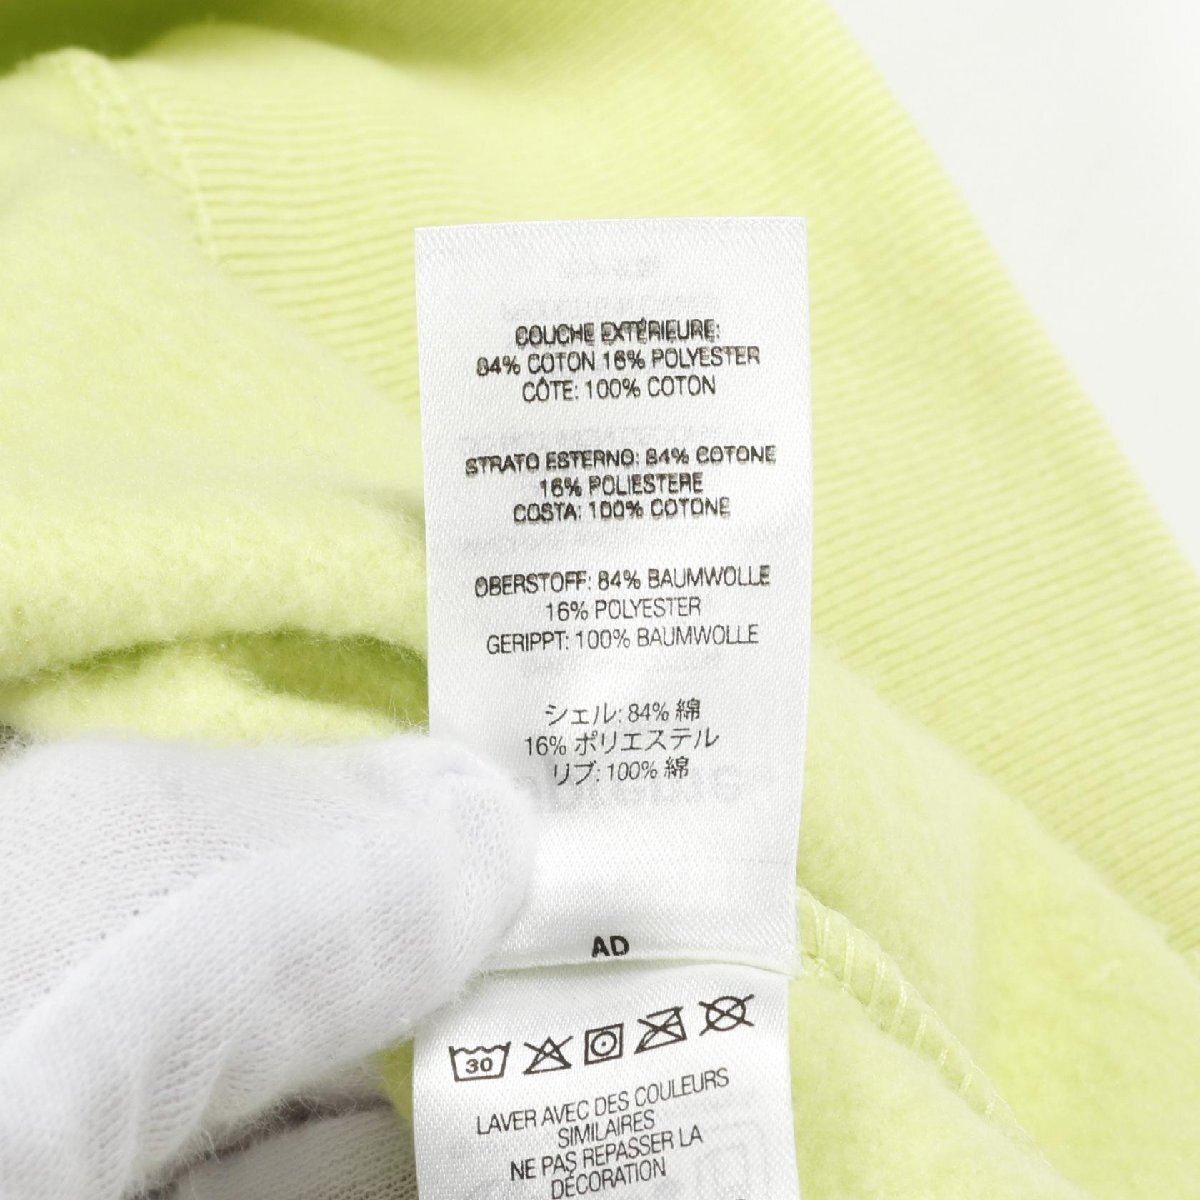 COUCHE EXTÉRIEURE:
84% COTON 16% POLYESTER
CÔTE: 100% COTON
STRATO ESTERNO: 84% COTONE
16% POLIESTERE
COSTA: 100% COTONE
OBERSTOFF: 84% BAUMWOLLE
16% POLYESTER
GERIPPT: 100% BAUMWOLLE
シェル: 84% 綿
16% ポリエステル
リブ: 100% 綿
AD
30
LAVER AVEC DES COULEURS
SIMILAIRES
NE PAS REPASSER LA
DÉCORATION